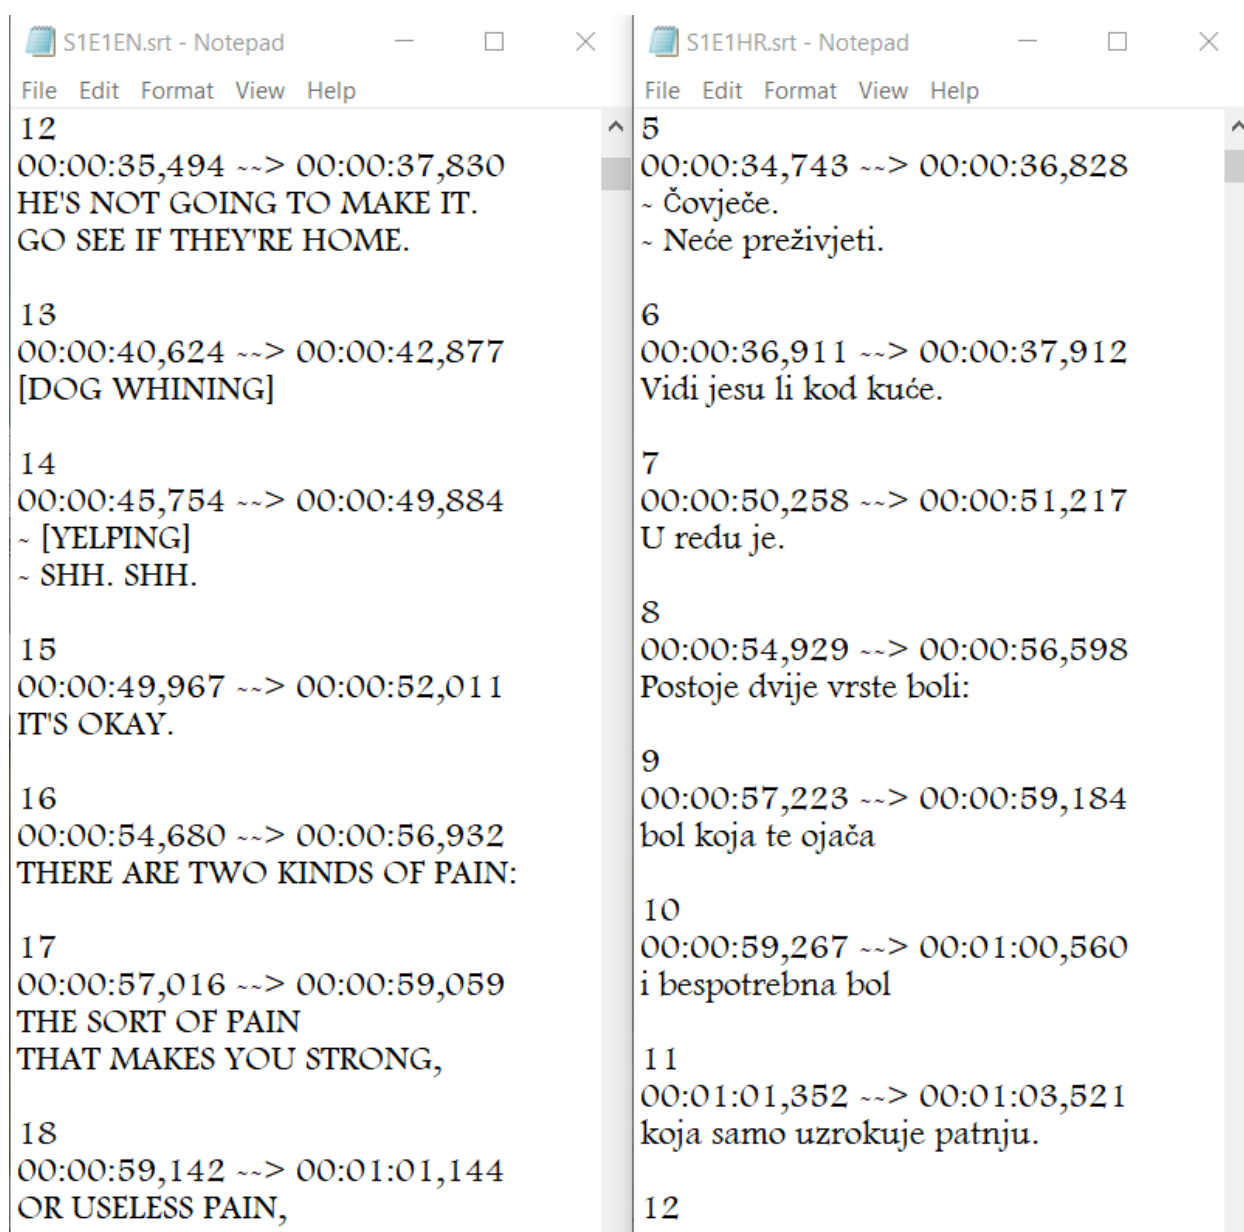 S1E1EN.srt - Notepad
File Edit Format View Help
12
00:00:35,494 --> 00:00:37,830
HE'S NOT GOING TO MAKE IT.
GO SEE IF THEY'RE HOME.
13
00:00:40,624 --> 00:00:42,877
[DOG WHINING]
14
00:00:45,754 --> 00:00:49,884
- [YELPING]
- SHH. SHH.
15
00:00:49,967 --> 00:00:52,011
IT'S OKAY.
16
00:00:54,680 --> 00:00:56,932
THERE ARE TWO KINDS OF PAIN:
17
00:00:57,016 --> 00:00:59,059
THE SORT OF PAIN
THAT MAKES YOU STRONG,
18
00:00:59,142 --> 00:01:01,144
OR USELESS PAIN,
S1E1HR.srt - Notepad
File Edit Format View Help
5
00:00:34,743 --> 00:00:36,828
- Čovječe.
- Neće preživjeti.
6
00:00:36,911 --> 00:00:37,912
Vidi jesu li kod kuće.
7
00:00:50,258 --> 00:00:51,217
U redu je.
8
00:00:54,929 --> 00:00:56,598
Postoje dvije vrste boli:
9
00:00:57,223 --> 00:00:59,184
bol koja te ojača
10
00:00:59,267 --> 00:01:00,560
i bespotrebna bol
11
00:01:01,352 --> 00:01:03,521
koja samo uzrokuje patnju.
12